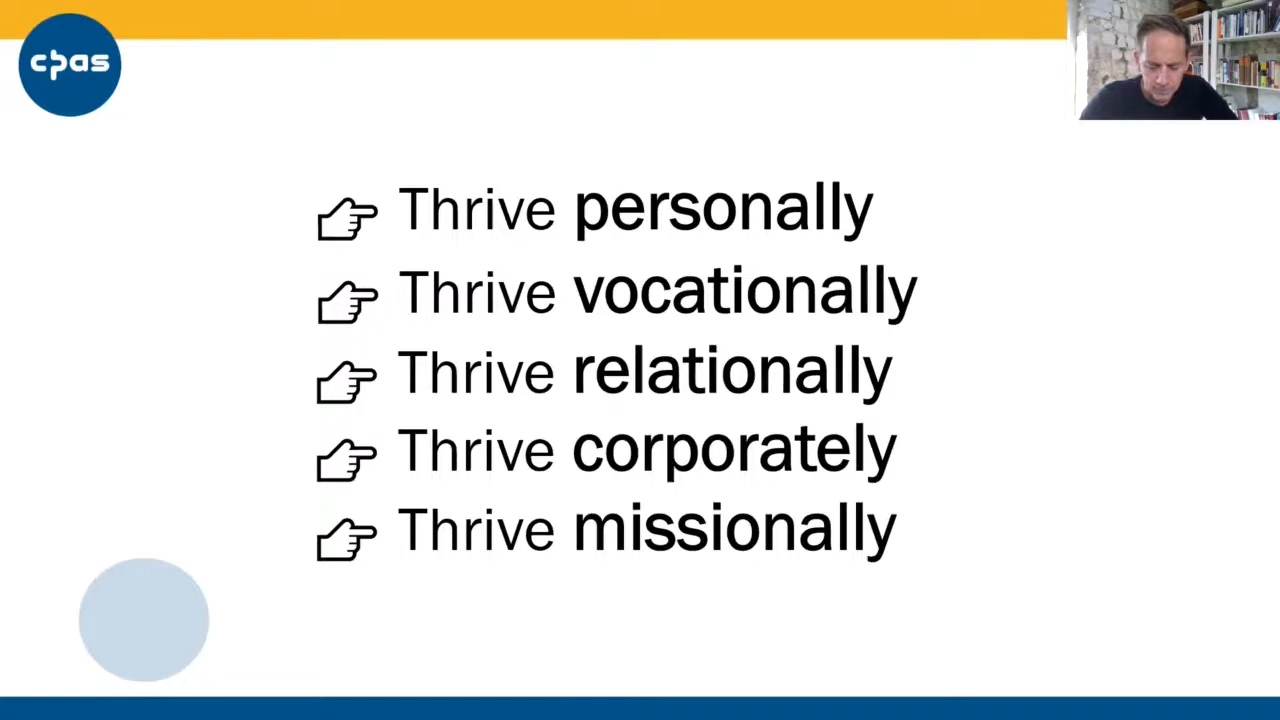 cpas
Thrive personally
Thrive vocationally
Thrive relationally
Thrive corporately
Thrive missionally